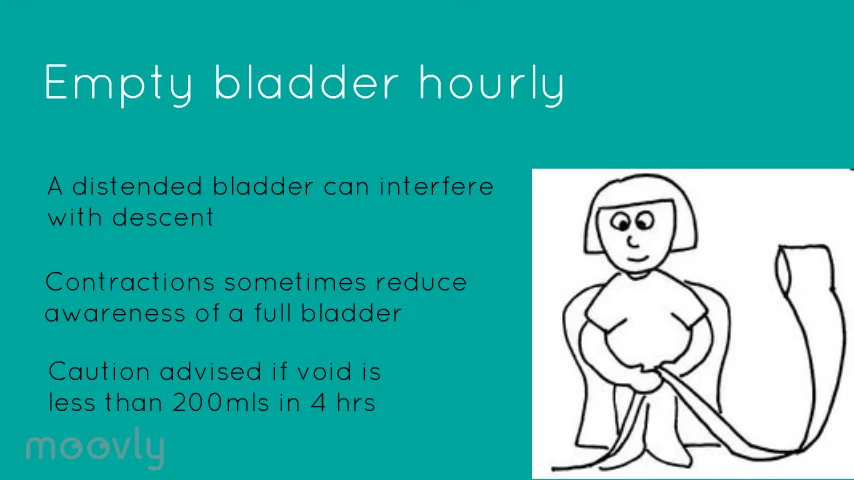 Empty bladder hourly
A distended bladder can interfere
with descent
Contractions sometimes reduce
awareness of a full bladder
Caution advised if void is
less than 200mls in 4 hrs
moovly